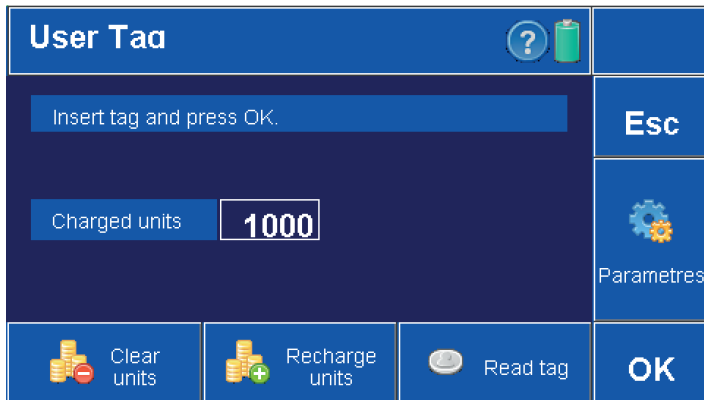 User Tag
?
Insert tag and press OK.
Esc
Charged units
1000
Parametres
Clear
units
Recharge
units
Read tag
OK